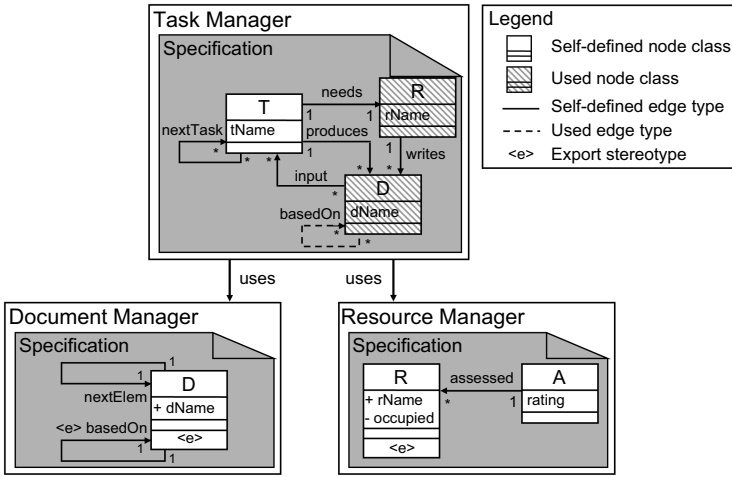 Task Manager
Specification
T
tName
nextTask
*
*
needs
1
1
R
rName
produces
1
*
1
writes
*
input
*
*
D
dName
basedOn
*
*
Legend
Self-defined node class
Used node class
Self-defined edge type
Used edge type
<e> Export stereotype
uses
uses
Document Manager
Specification
1
1
nextElem
D
+ dName
<e>
<e> basedOn
1
1
Resource Manager
Specification
R
+ rName
- occupied
<e>
assessed
*
1
A
rating